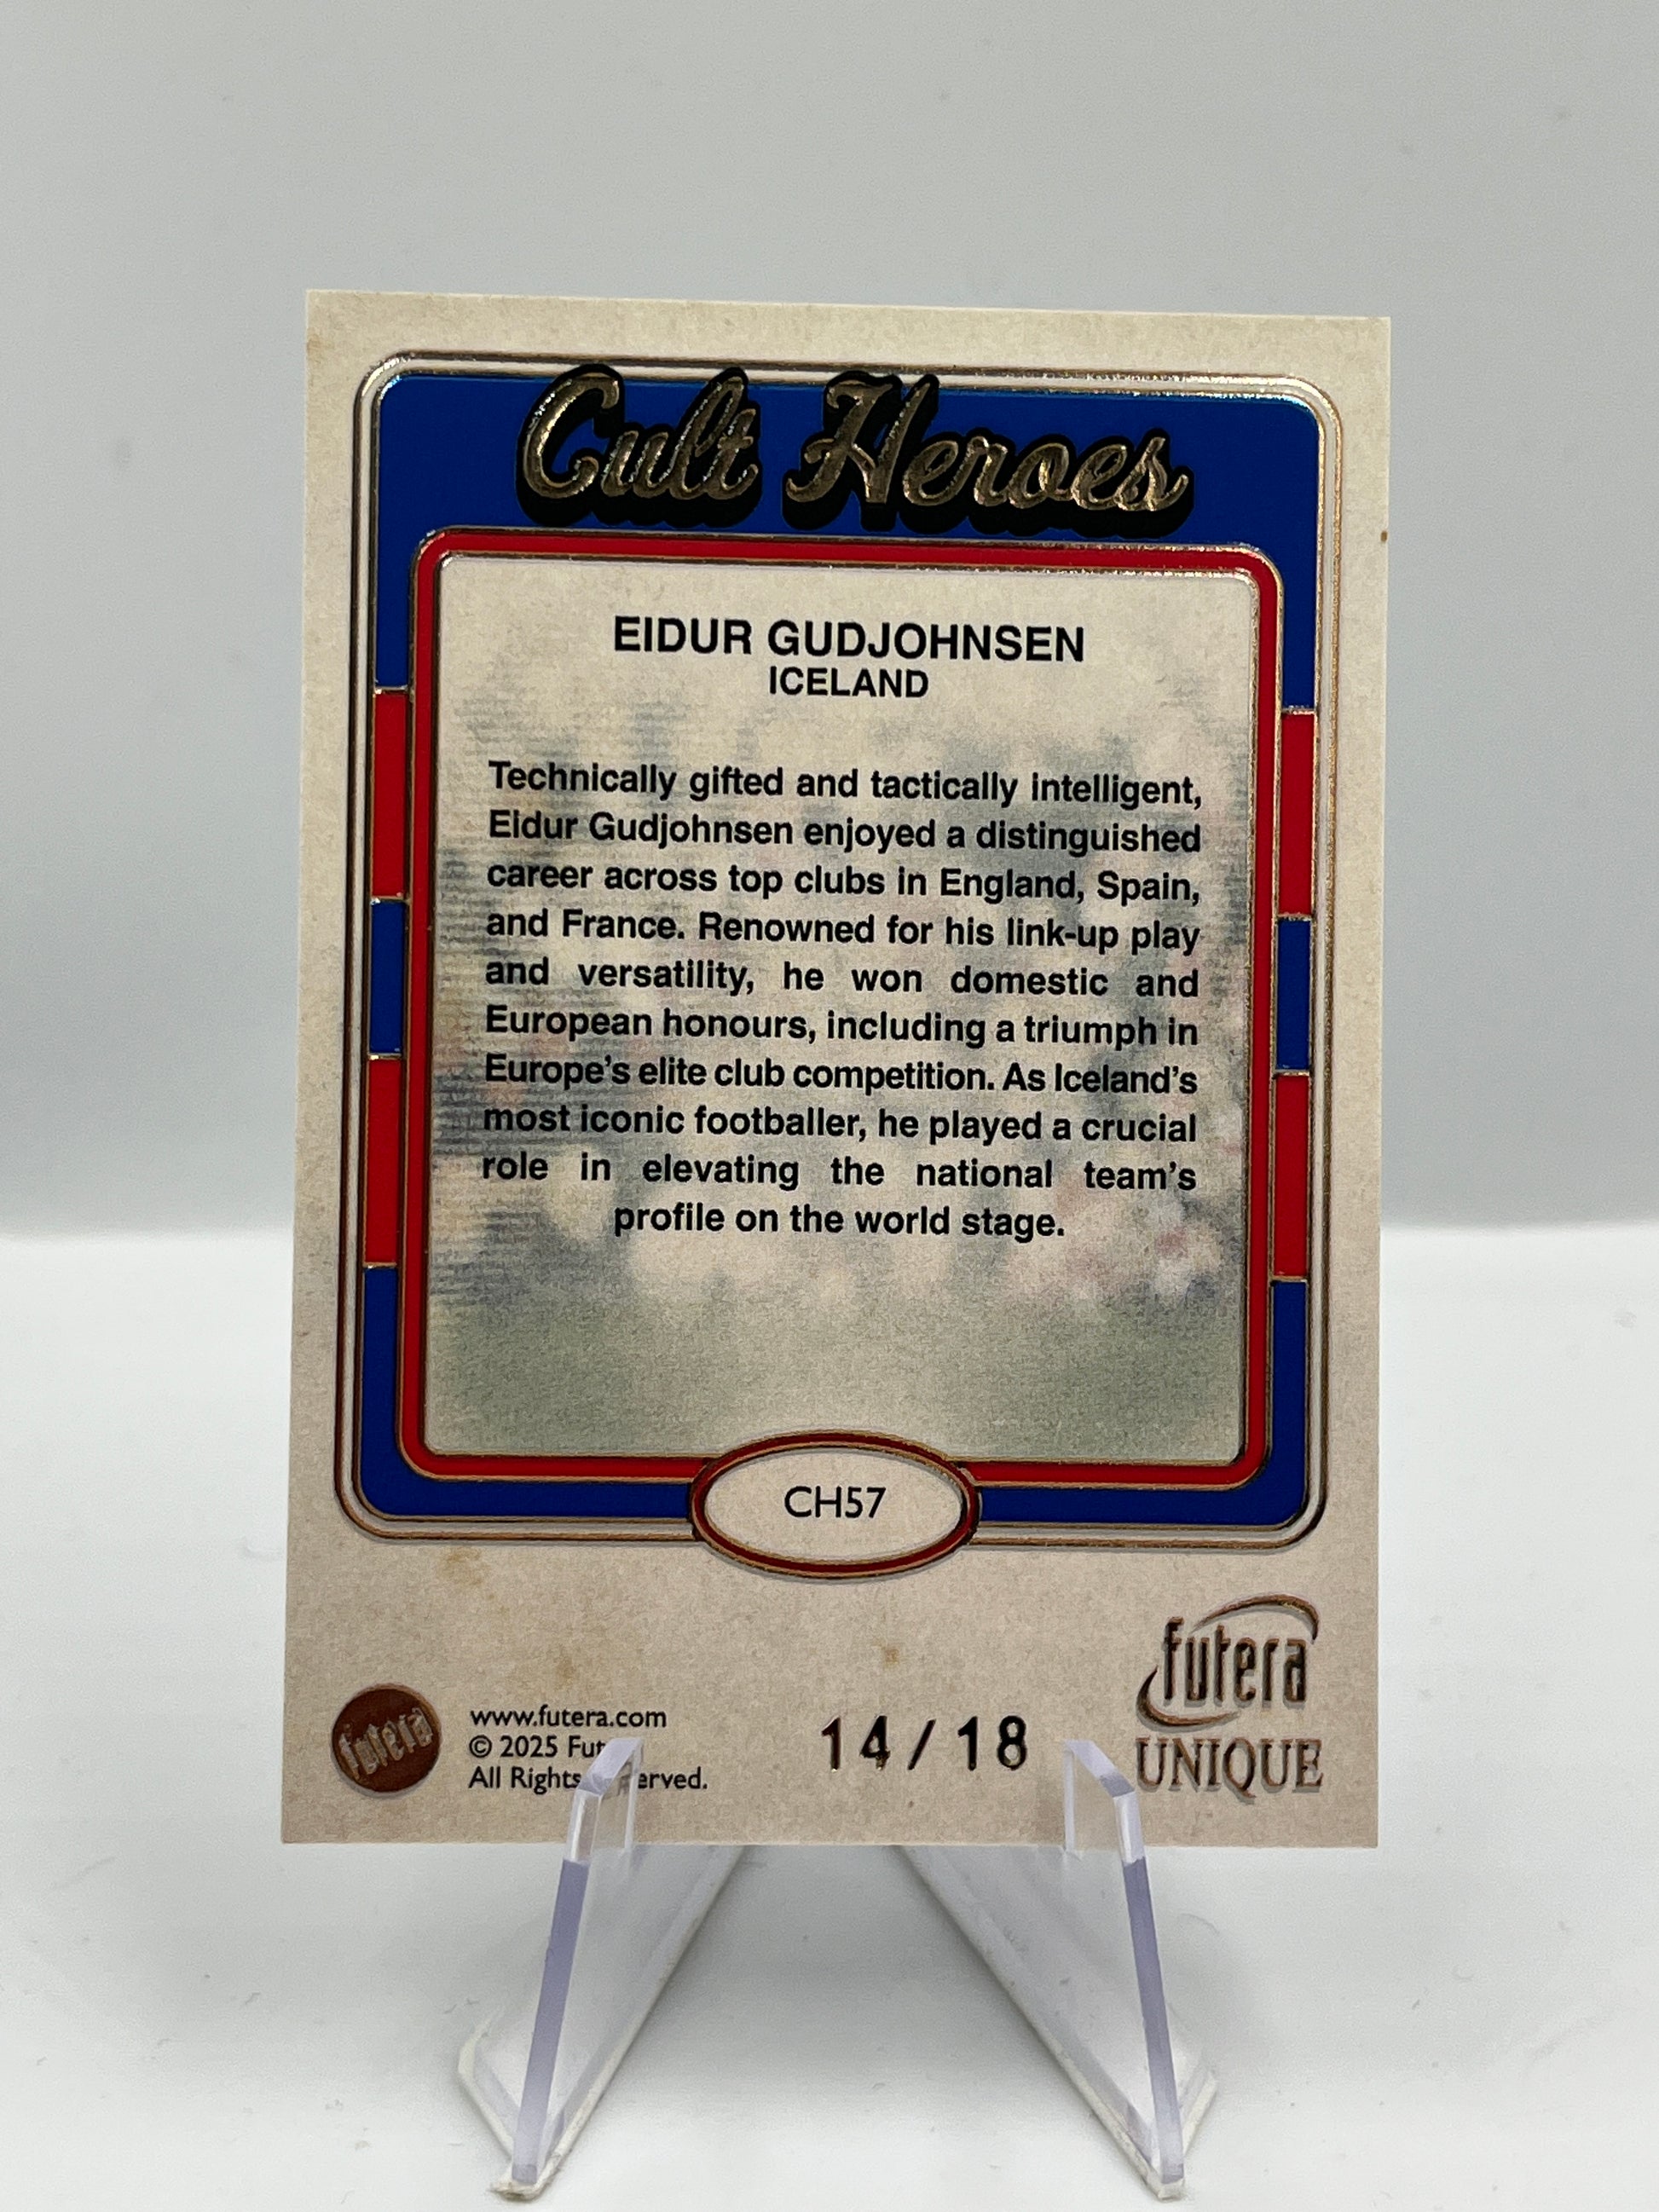 Cult Heroes
EIDUR GUDJOHNSEN
ICELAND
Technically gifted and tactically intelligent,
Eidur Gudjohnsen enjoyed a distinguished
career across top clubs in England, Spain,
and France. Renowned for his link-up play
and versatility, he won domestic and
European honours, including a triumph in
Europe's elite club competition. As Iceland's
most iconic footballer, he played a crucial
role in elevating the national team's
profile on the world stage.
CH57
futera
www.futera.com
© 2025
All Rights
14/18
futera
UNIQUE